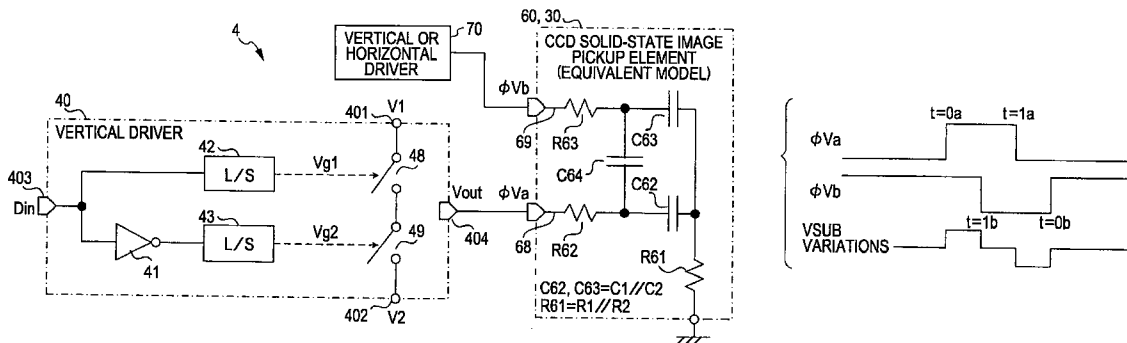 4
70
VERTICAL OR
HORIZONTAL
DRIVER
60, 30
CCD SOLID-STATE IMAGE
PICKUP ELEMENT
(EQUIVALENT MODEL)
φVb
69
R63
C63
C64
C62
40
VERTICAL DRIVER
401
V1
42
L/S
Vg1
48
403
Din
43
L/S
Vg2
49
41
Vout
404
φVa
68
R62
R61
402
V2
C62, C63=C1//C2
R61=R1//R2
t=0a
t=1a
φVa
φVb
t=1b
t=0b
VSUB
VARIATIONS